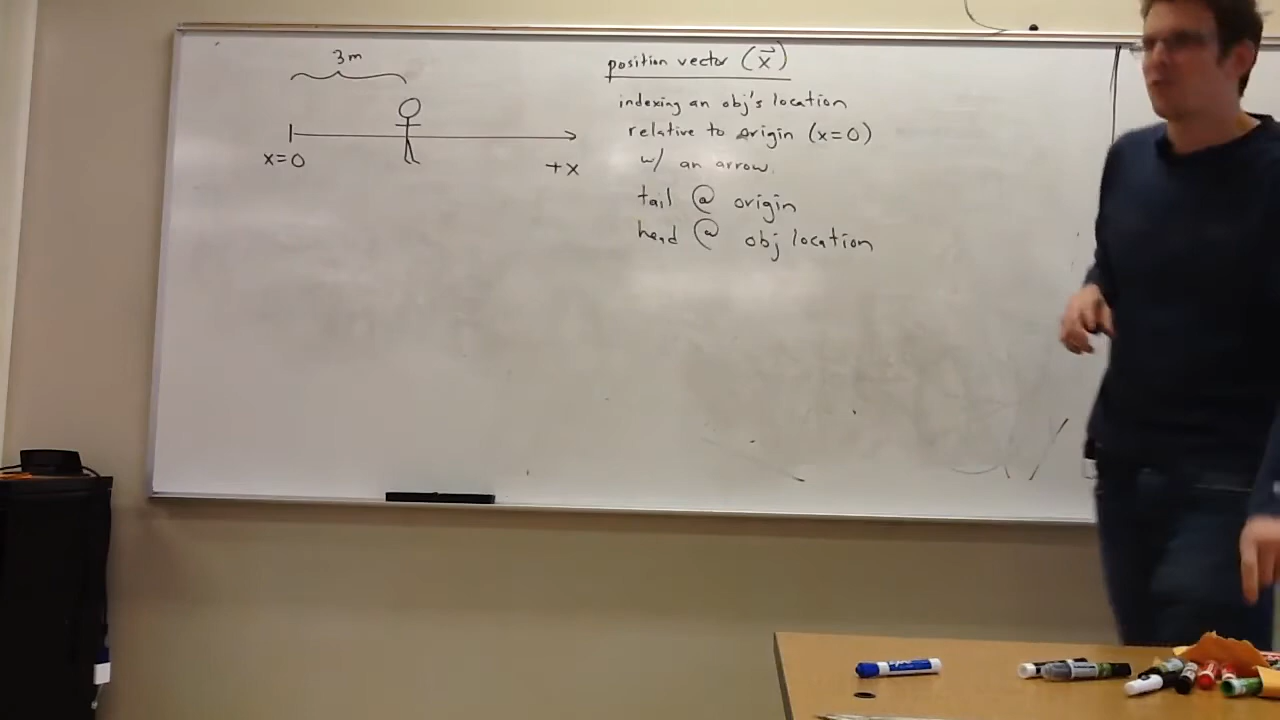 3m
x=0
+x
position vector (x⃗)
indexing an obj's location
relative to origin (x=0)
w/ an arrow.
tail @ origin
head @ obj location